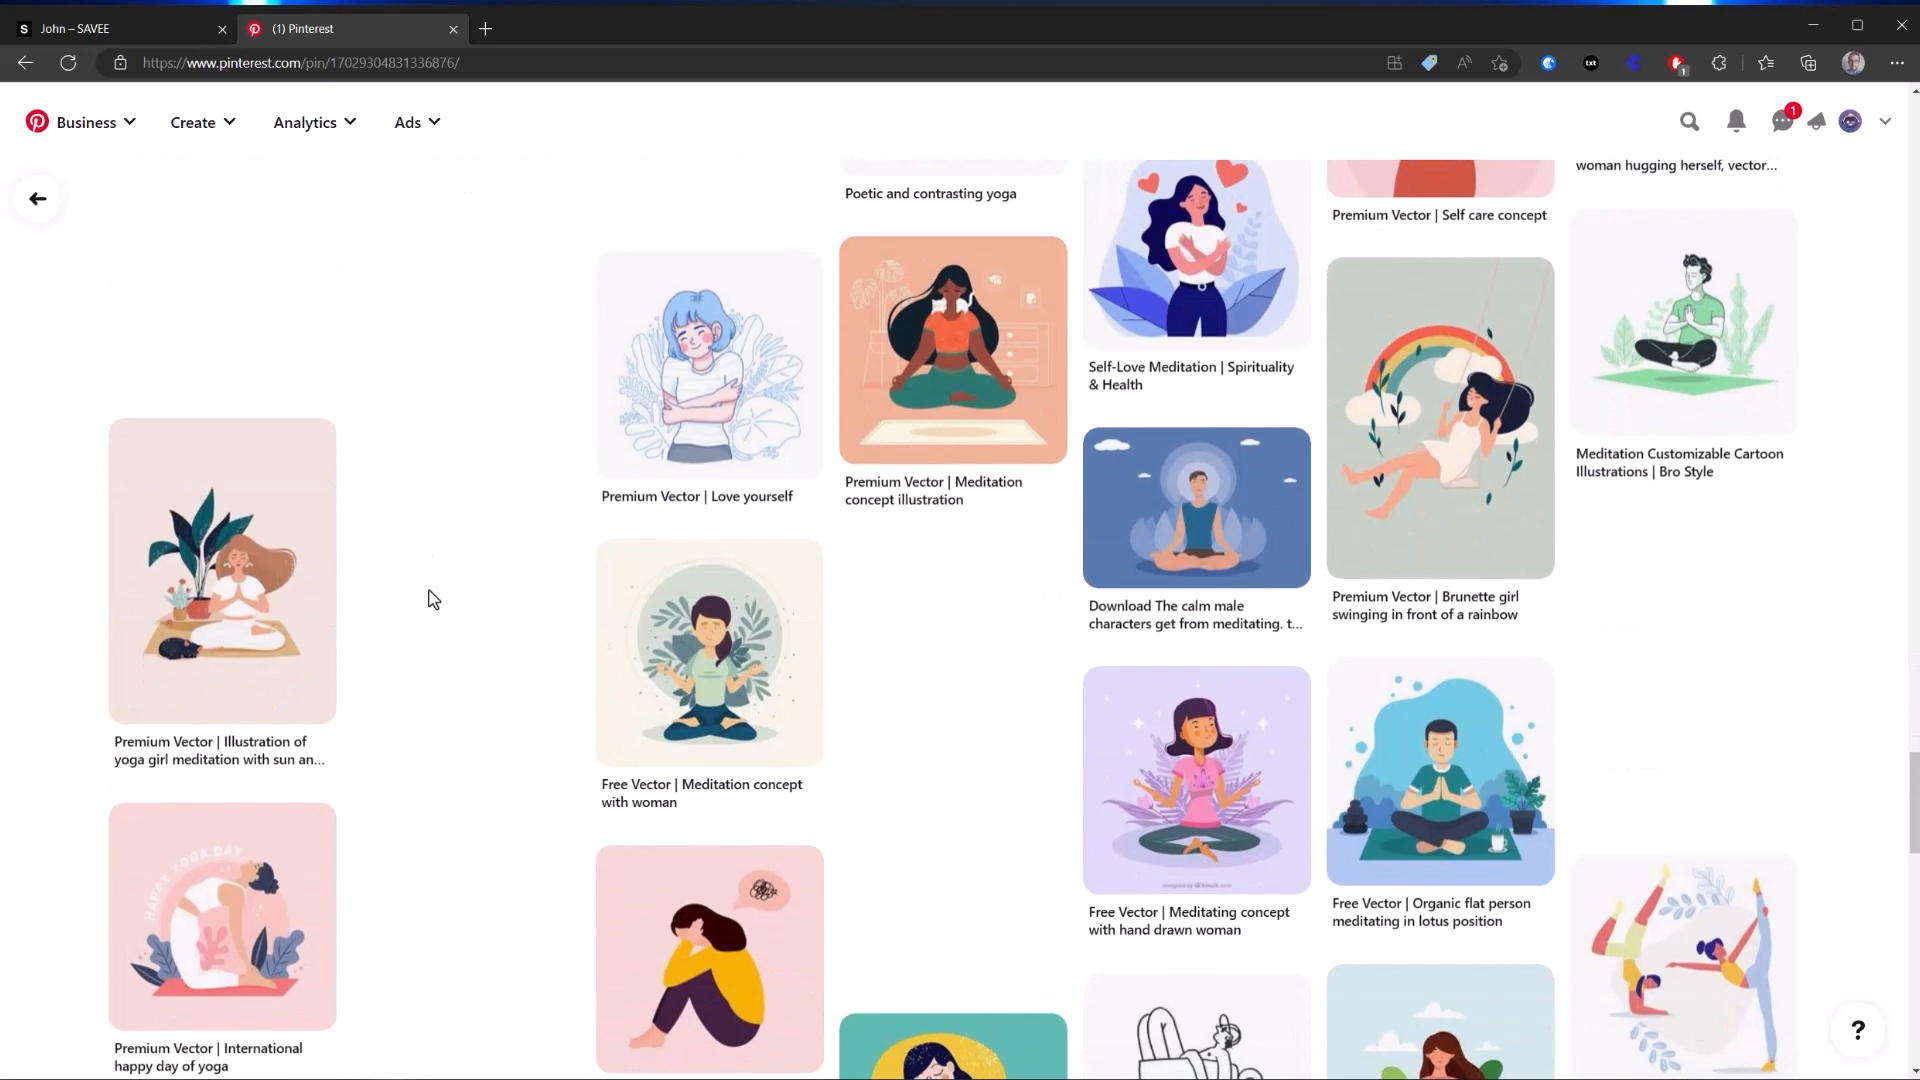 John – SAVEE
(1) Pinterest
https://www.pinterest.com/pin/17029304831336876/
txt
1
Business
Create
Analytics
Ads
1
woman hugging herself, vector...
Poetic and contrasting yoga
Premium Vector | Self care concept
Self-Love Meditation | Spirituality
& Health
Meditation Customizable Cartoon
Illustrations | Bro Style
Premium Vector | Love yourself
Premium Vector | Meditation
concept illustration
Download The calm male
characters get from meditating. t...
Premium Vector | Brunette girl
swinging in front of a rainbow
Premium Vector | Illustration of
yoga girl meditation with sun an...
Free Vector | Meditation concept
with woman
HAPPY YOGA DAY
Free Vector | Meditating concept
with hand drawn woman
Free Vector | Organic flat person
meditating in lotus position
Premium Vector | International
happy day of yoga
?